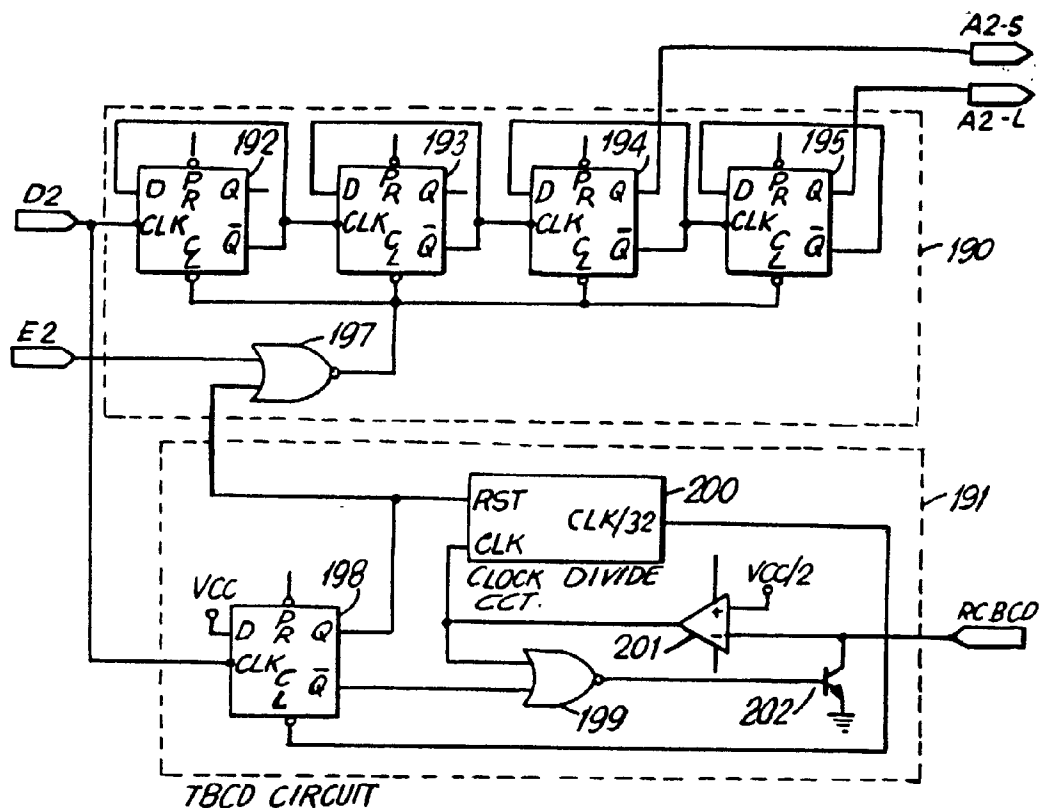 A2-S
A2-L
192
193
194
195
D PR Q
CLK
CL Q̅
D PR Q
CLK
CL Q̅
D PR Q
CLK
CL Q̅
D PR Q
CLK
CL Q̅
D2
190
E2
197
RST
CLK/32
CLK
200
191
CLOCK DIVIDE
CCT.
VCC/2
VCC
198
D PR Q
CLK
CL Q̅
+
-
201
RCBCD
199
202
TBCD CIRCUIT